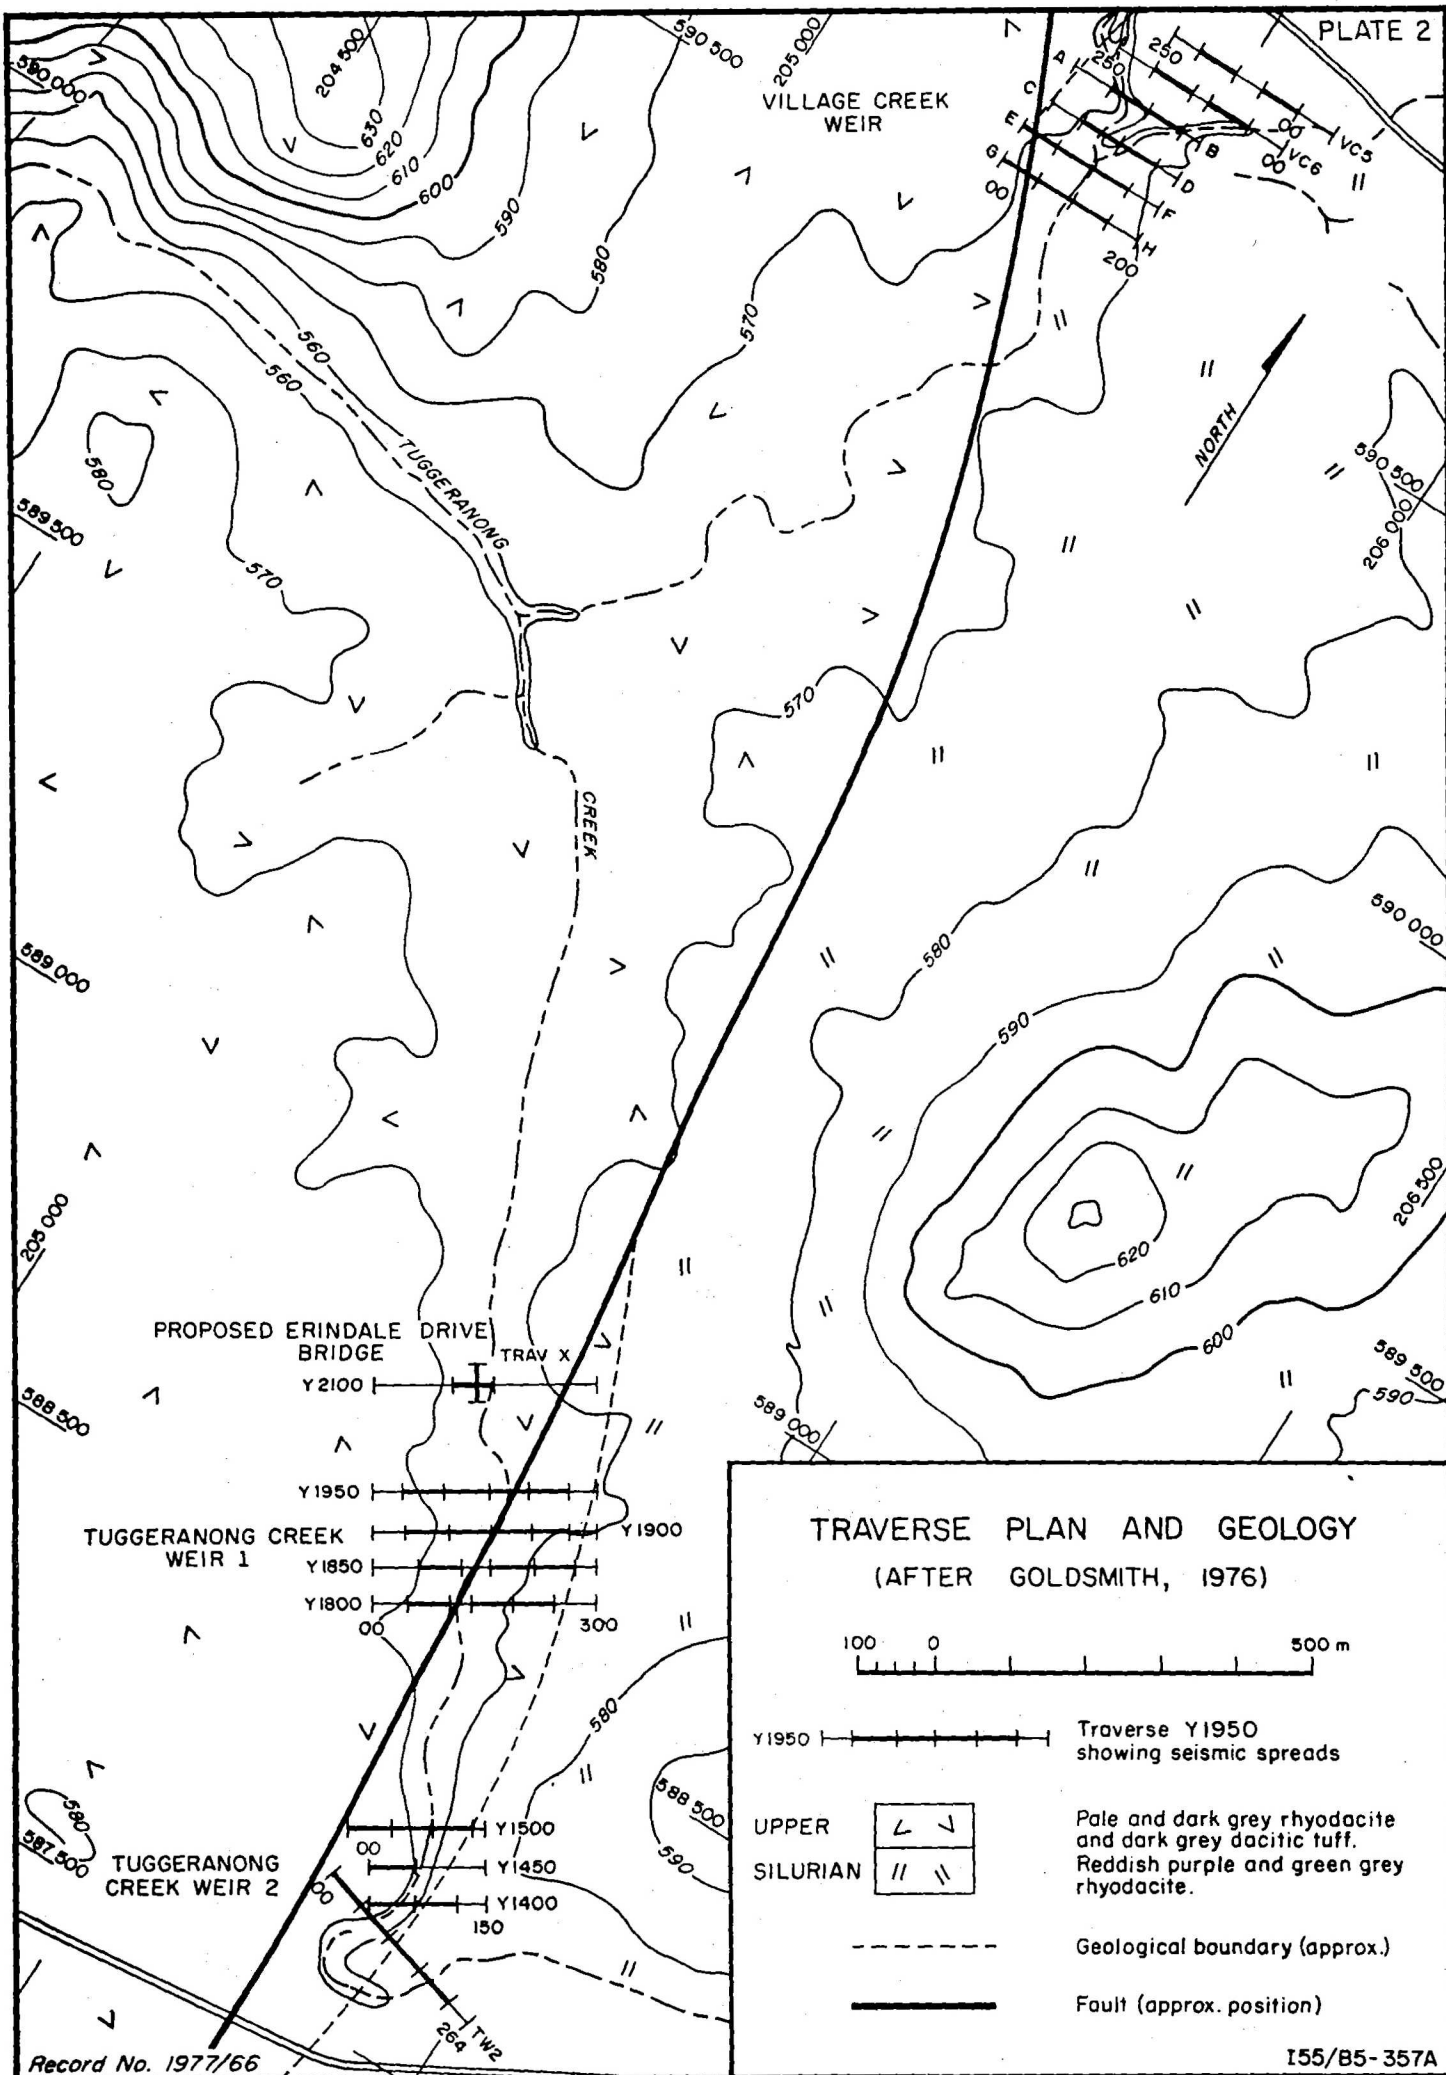 PLATE 2
590 000
204 500
590 500
205 000
VILLAGE CREEK
WEIR
A
250
250
C
E
G
00
B
D
F
H
200
00
VC6
00
VC5
630
620
610
600
590
580
570
560
560
TUGGERANONG
CREEK
NORTH
580
589 500
570
590 500
206 000
570
589 000
580
590
590 000
206 500
205 000
620
610
600
PROPOSED ERINDALE DRIVE
BRIDGE
TRAV X
Y 2100
588 500
589 000
589 500
590
Y1950
TUGGERANONG CREEK
WEIR 1
Y1900
Y1850
Y1800
00
300
580
588 500
590
580
587 500
TUGGERANONG
CREEK WEIR 2
Y1500
00
Y1450
00
Y1400
150
264
TW2
Record No. 1977/66
TRAVERSE PLAN AND GEOLOGY
(AFTER GOLDSMITH, 1976)
100 0 500 m
Y1950
Traverse Y1950
showing seismic spreads
UPPER
SILURIAN
Pale and dark grey rhyodacite
and dark grey dacitic tuff.
Reddish purple and green grey
rhyodacite.
Geological boundary (approx.)
Fault (approx. position)
I55/B5-357A